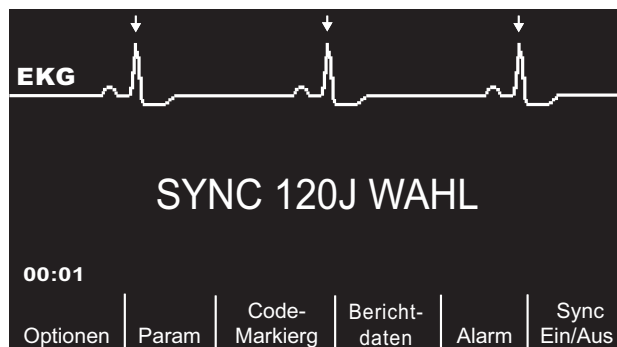 EKG
SYNC 120J WAHL
00:01
Optionen
Param
Code-
Markierg
Bericht-
daten
Alarm
Sync
Ein/Aus